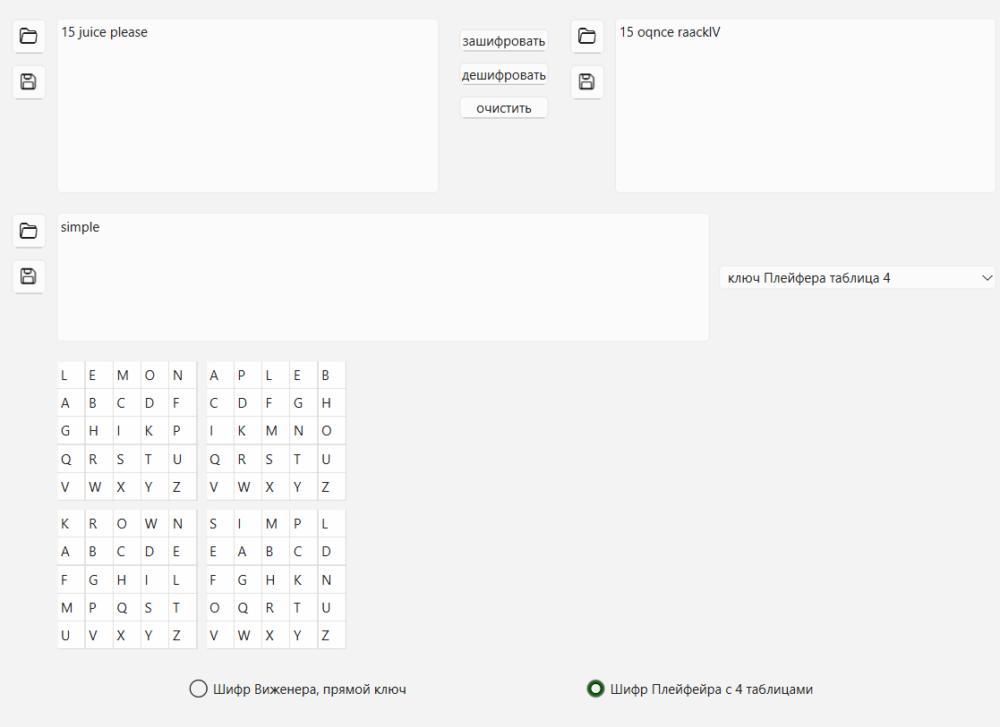 15 juice please
зашифровать
дешифровать
очистить
15 oqnce raacklV
simple
ключ Плейфера таблица 4
L E M O N A P L E B
A B C D F C D F G H
G H I K P I K M N O
Q R S T U Q R S T U
V W X Y Z V W X Y Z
K R O W N S I M P L
A B C D E E A B C D
F G H I L F G H K N
M P Q S T O Q R T U
U V X Y Z V W X Y Z
Шифр Виженера, прямой ключ
Шифр Плейфейра с 4 таблицами